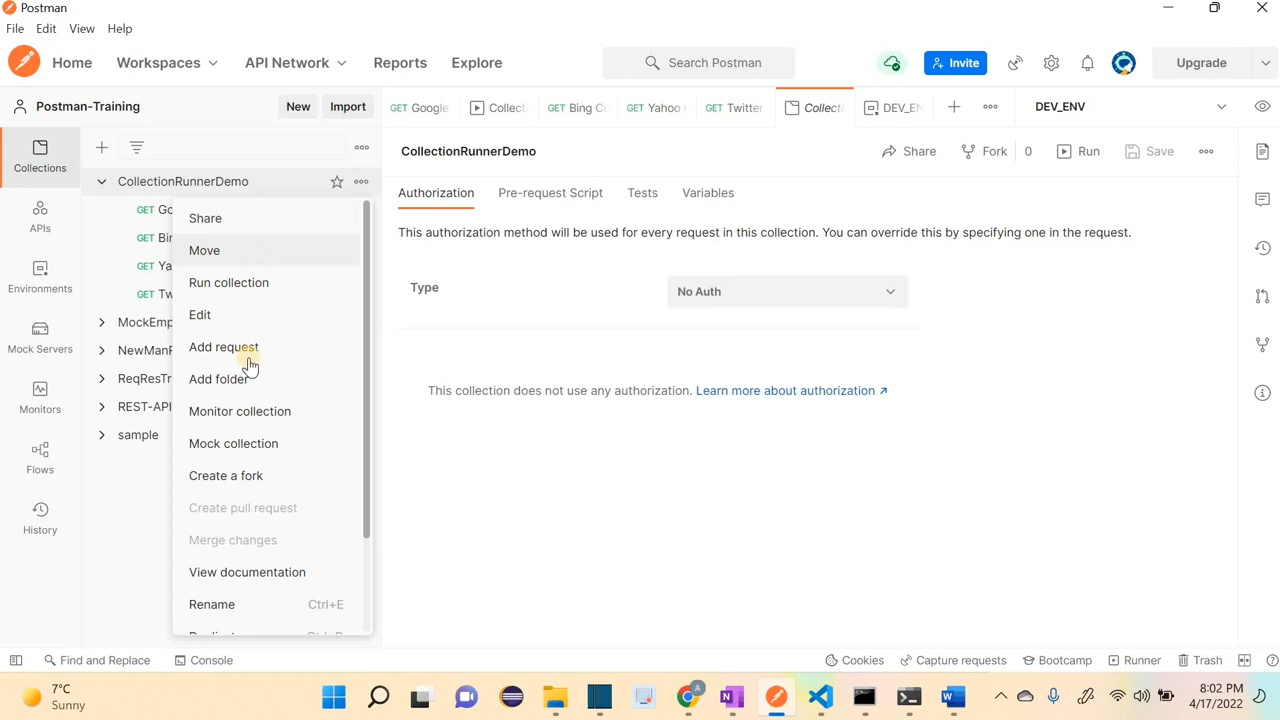 Postman
File Edit View Help
Home Workspaces API Network Reports Explore Search Postman Invite Upgrade
Postman-Training New Import GET Google Collecti GET Bing Co GET Yahoo GET Twitter Collecti DEV_EN DEV_ENV
Collections
CollectionRunnerDemo
CollectionRunnerDemo Share Fork 0 Run Save
Authorization Pre-request Script Tests Variables
This authorization method will be used for every request in this collection. You can override this by specifying one in the request.
Type No Auth
This collection does not use any authorization. Learn more about authorization ↗
GET Go
GET Bin
GET Ya
GET Tw
MockEmp
NewManR
ReqResTr
REST-API
sample
APIs
Environments
Mock Servers
Monitors
Flows
History
Share
Move
Run collection
Edit
Add request
Add folder
Monitor collection
Mock collection
Create a fork
Create pull request
Merge changes
View documentation
Rename Ctrl+E
Find and Replace Console Cookies Capture requests Bootcamp Runner Trash
7°C
Sunny
8:02 PM
4/17/2022